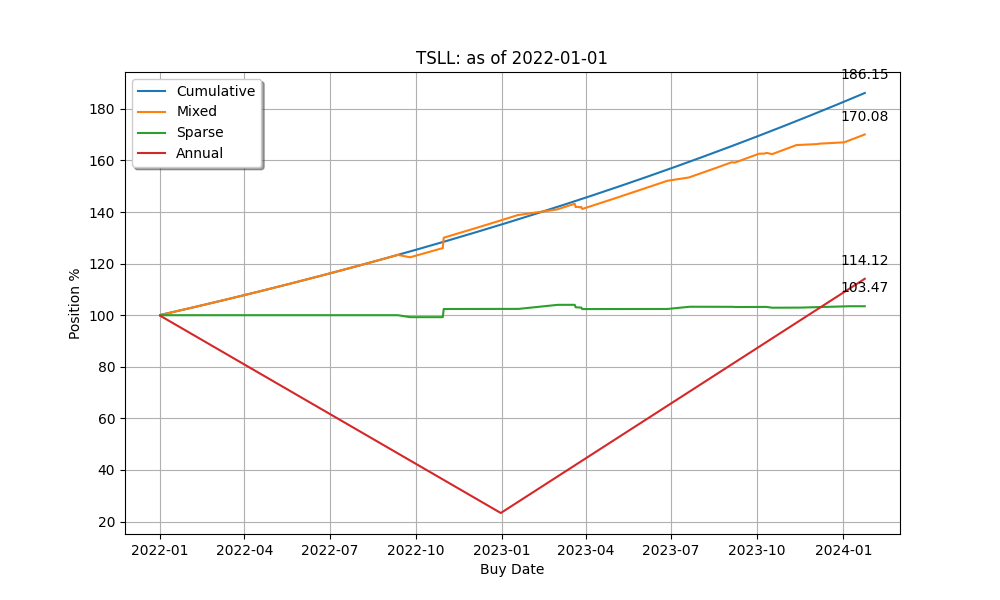 TSLL: as of 2022-01-01
Cumulative
Mixed
Sparse
Annual
186.15
170.08
114.12
103.47
Position %
180
160
140
120
100
80
60
40
20
2022-01 2022-04 2022-07 2022-10 2023-01 2023-04 2023-07 2023-10 2024-01
Buy Date